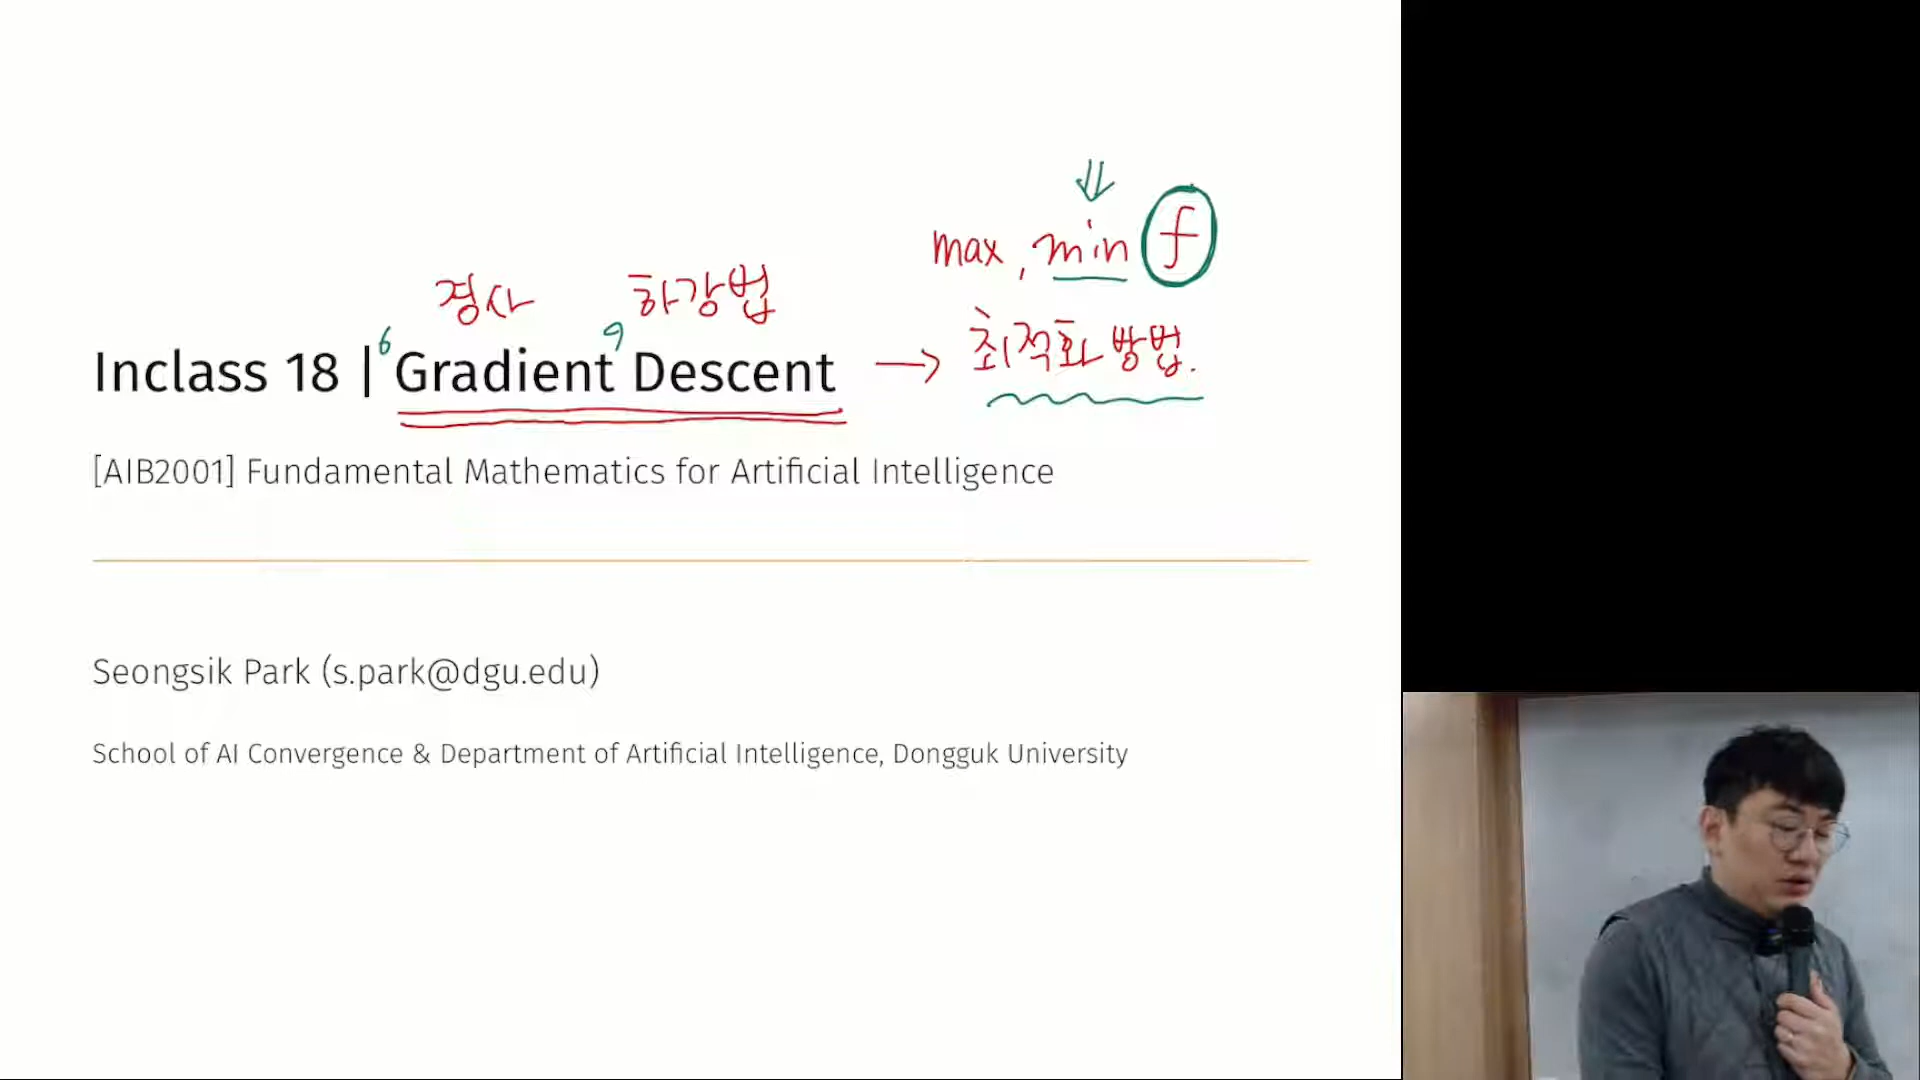 max, min f
경사 하강법
Inclass 18 | Gradient Descent → 최적화 방법.
[AIB2001] Fundamental Mathematics for Artificial Intelligence
Seongsik Park (s.park@dgu.edu)
School of AI Convergence & Department of Artificial Intelligence, Dongguk University